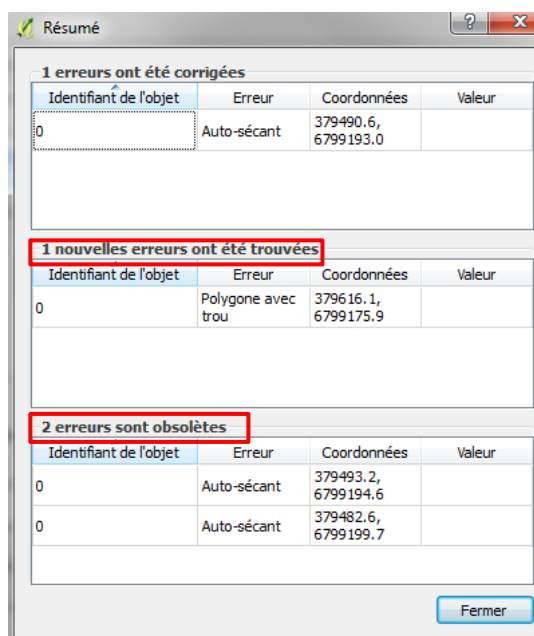 Résumé
? X
1 erreurs ont été corrigées
Identifiant de l'objet Erreur Coordonnées Valeur
0 Auto-sécant 379490.6,
6799193.0
1 nouvelles erreurs ont été trouvées
Identifiant de l'objet Erreur Coordonnées Valeur
0 Polygone avec trou 379616.1,
6799175.9
2 erreurs sont obsolètes
Identifiant de l'objet Erreur Coordonnées Valeur
0 Auto-sécant 379493.2,
6799194.6
0 Auto-sécant 379482.6,
6799199.7
Fermer